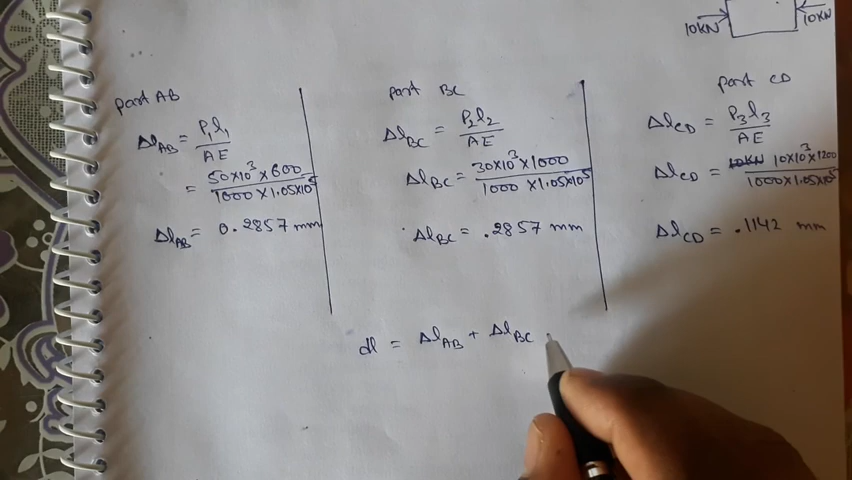 10KN 10KN
part AB
Δl_AB = P₁l₁/AE
= 50×10³×600/1000×1.05×10⁵
Δl_AB = 0.2857 mm
part BC
Δl_BC = P₂l₂/AE
Δl_BC = 30×10³×1000/1000×1.05×10⁵
Δl_BC = .2857 mm
part CD
Δl_CD = P₃l₃/AE
Δl_CD = 10×10³×1200/1000×1.05×10⁵
Δl_CD = .1142 mm
dl = Δl_AB + Δl_BC